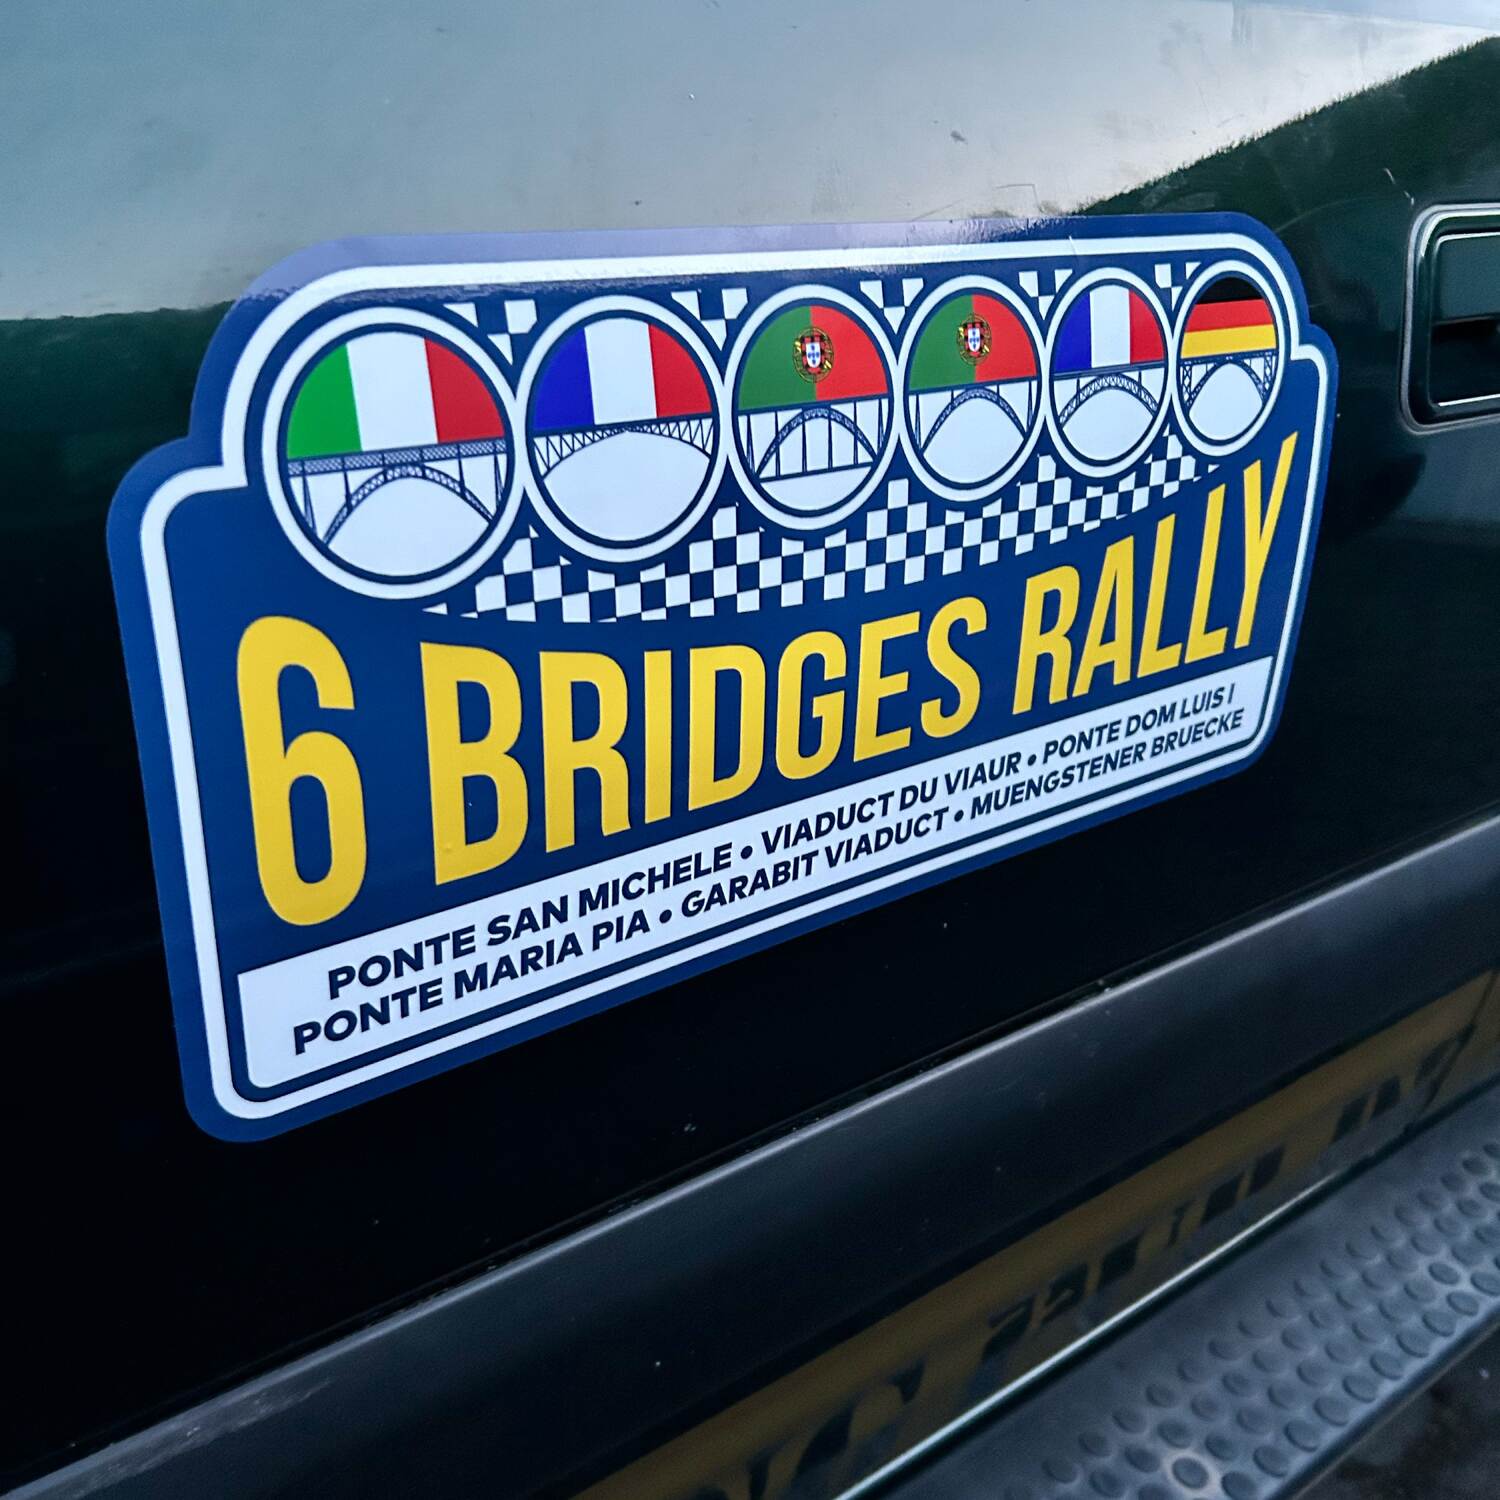 6 BRIDGES RALLY
PONTE SAN MICHELE • VIADUCT DU VIAUR • PONTE DOM LUIS I
PONTE MARIA PIA • GARABIT VIADUCT • MUENGSTENER BRUECKE